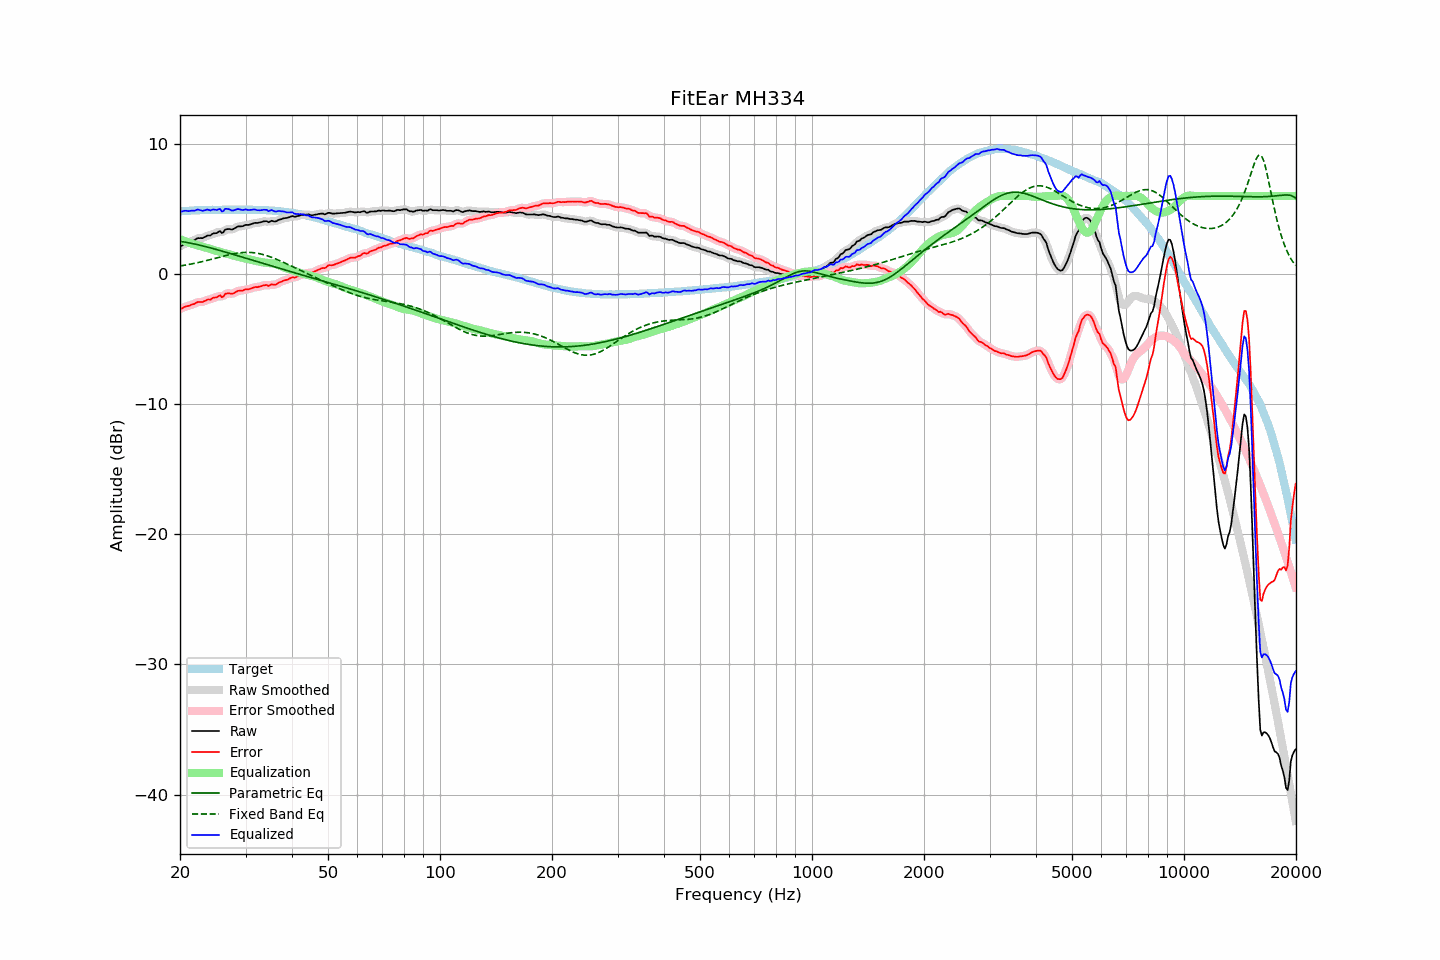 FitEar MH334
10
0
−10
−20
−30
−40
Amplitude (dBr)
Target
Raw Smoothed
Error Smoothed
Raw
Error
Equalization
Parametric Eq
Fixed Band Eq
Equalized
20 50 100 200 500 1000 2000 5000 10000 20000
Frequency (Hz)